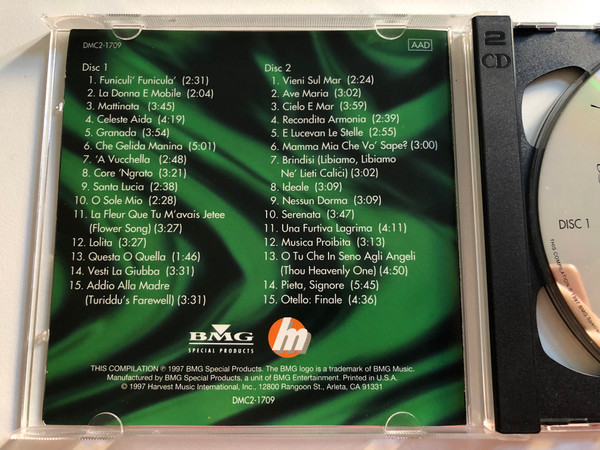 DMC2-1709
AAD
Disc 1
1. Funiculi' Funicula' (2:31)
2. La Donna E Mobile (2:04)
3. Mattinata (3:45)
4. Celeste Aida (4:19)
5. Granada (3:54)
6. Che Gelida Manina (5:01)
7. 'A Vucchella (2:48)
8. Core 'Ngrato (3:21)
9. Santa Lucia (2:38)
10. O Sole Mio (2:28)
11. La Fleur Que Tu M'avais Jetee
(Flower Song) (3:27)
12. Lolita (3:27)
13. Questa O Quella (1:46)
14. Vesti La Giubba (3:31)
15. Addio Alla Madre
(Turiddu's Farewell) (3:31)
Disc 2
1. Vieni Sul Mar (2:24)
2. Ave Maria (3:02)
3. Cielo E Mar (3:59)
4. Recondita Armonia (2:39)
5. E Lucevan Le Stelle (2:55)
6. Mamma Mia Che Vo' Sape? (3:00)
7. Brindisi (Libiamo, Libiamo
Ne' Lieti Calici) (3:02)
8. Ideale (3:09)
9. Nessun Dorma (3:09)
10. Serenata (3:47)
11. Una Furtiva Lagrima (4:11)
12. Musica Proibita (3:13)
13. O Tu Che In Seno Agli Angeli
(Thou Heavenly One) (4:50)
14. Pieta, Signore (5:45)
15. Otello: Finale (4:36)
BMG
SPECIAL PRODUCTS
hm
THIS COMPILATION ℗ 1997 BMG Special Products. The BMG logo is a trademark of BMG Music.
Manufactured by BMG Special Products, a unit of BMG Entertainment. Printed in U.S.A.
© 1997 Harvest Music International, Inc., 12800 Rangoon St., Arleta, CA 91331
DMC2-1709
2
CD
DISC 1